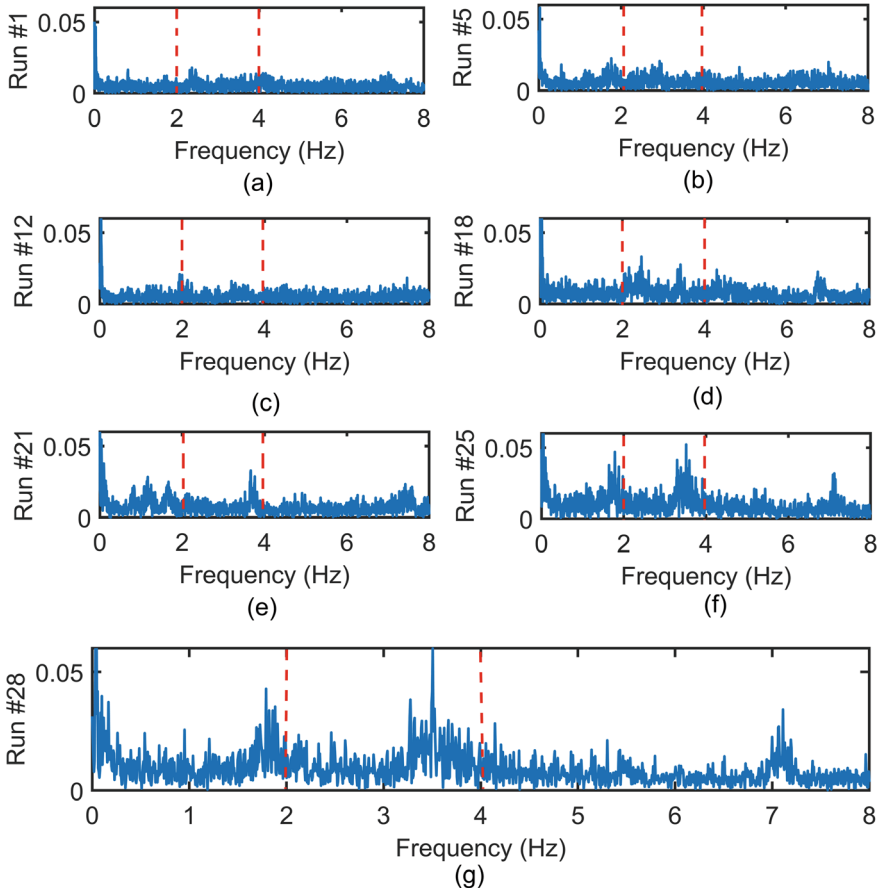 Run #1
0.05
0
0 2 4 6 8
Frequency (Hz)
(a)
Run #5
0.05
0
0 2 4 6 8
Frequency (Hz)
(b)
Run #12
0.05
0
0 2 4 6 8
Frequency (Hz)
(c)
Run #18
0.05
0
0 2 4 6 8
Frequency (Hz)
(d)
Run #21
0.05
0
0 2 4 6 8
Frequency (Hz)
(e)
Run #25
0.05
0
0 2 4 6 8
Frequency (Hz)
(f)
Run #28
0.05
0
0 1 2 3 4 5 6 7 8
Frequency (Hz)
(g)